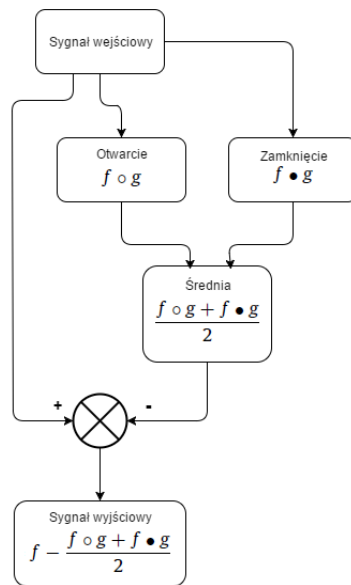 Sygnał wejściowy
Otwarcie
f ∘ g
Zamknięcie
f • g
Średnia
f ∘ g + f • g
2
+
-
Sygnał wyjściowy
f − f ∘ g + f • g
2